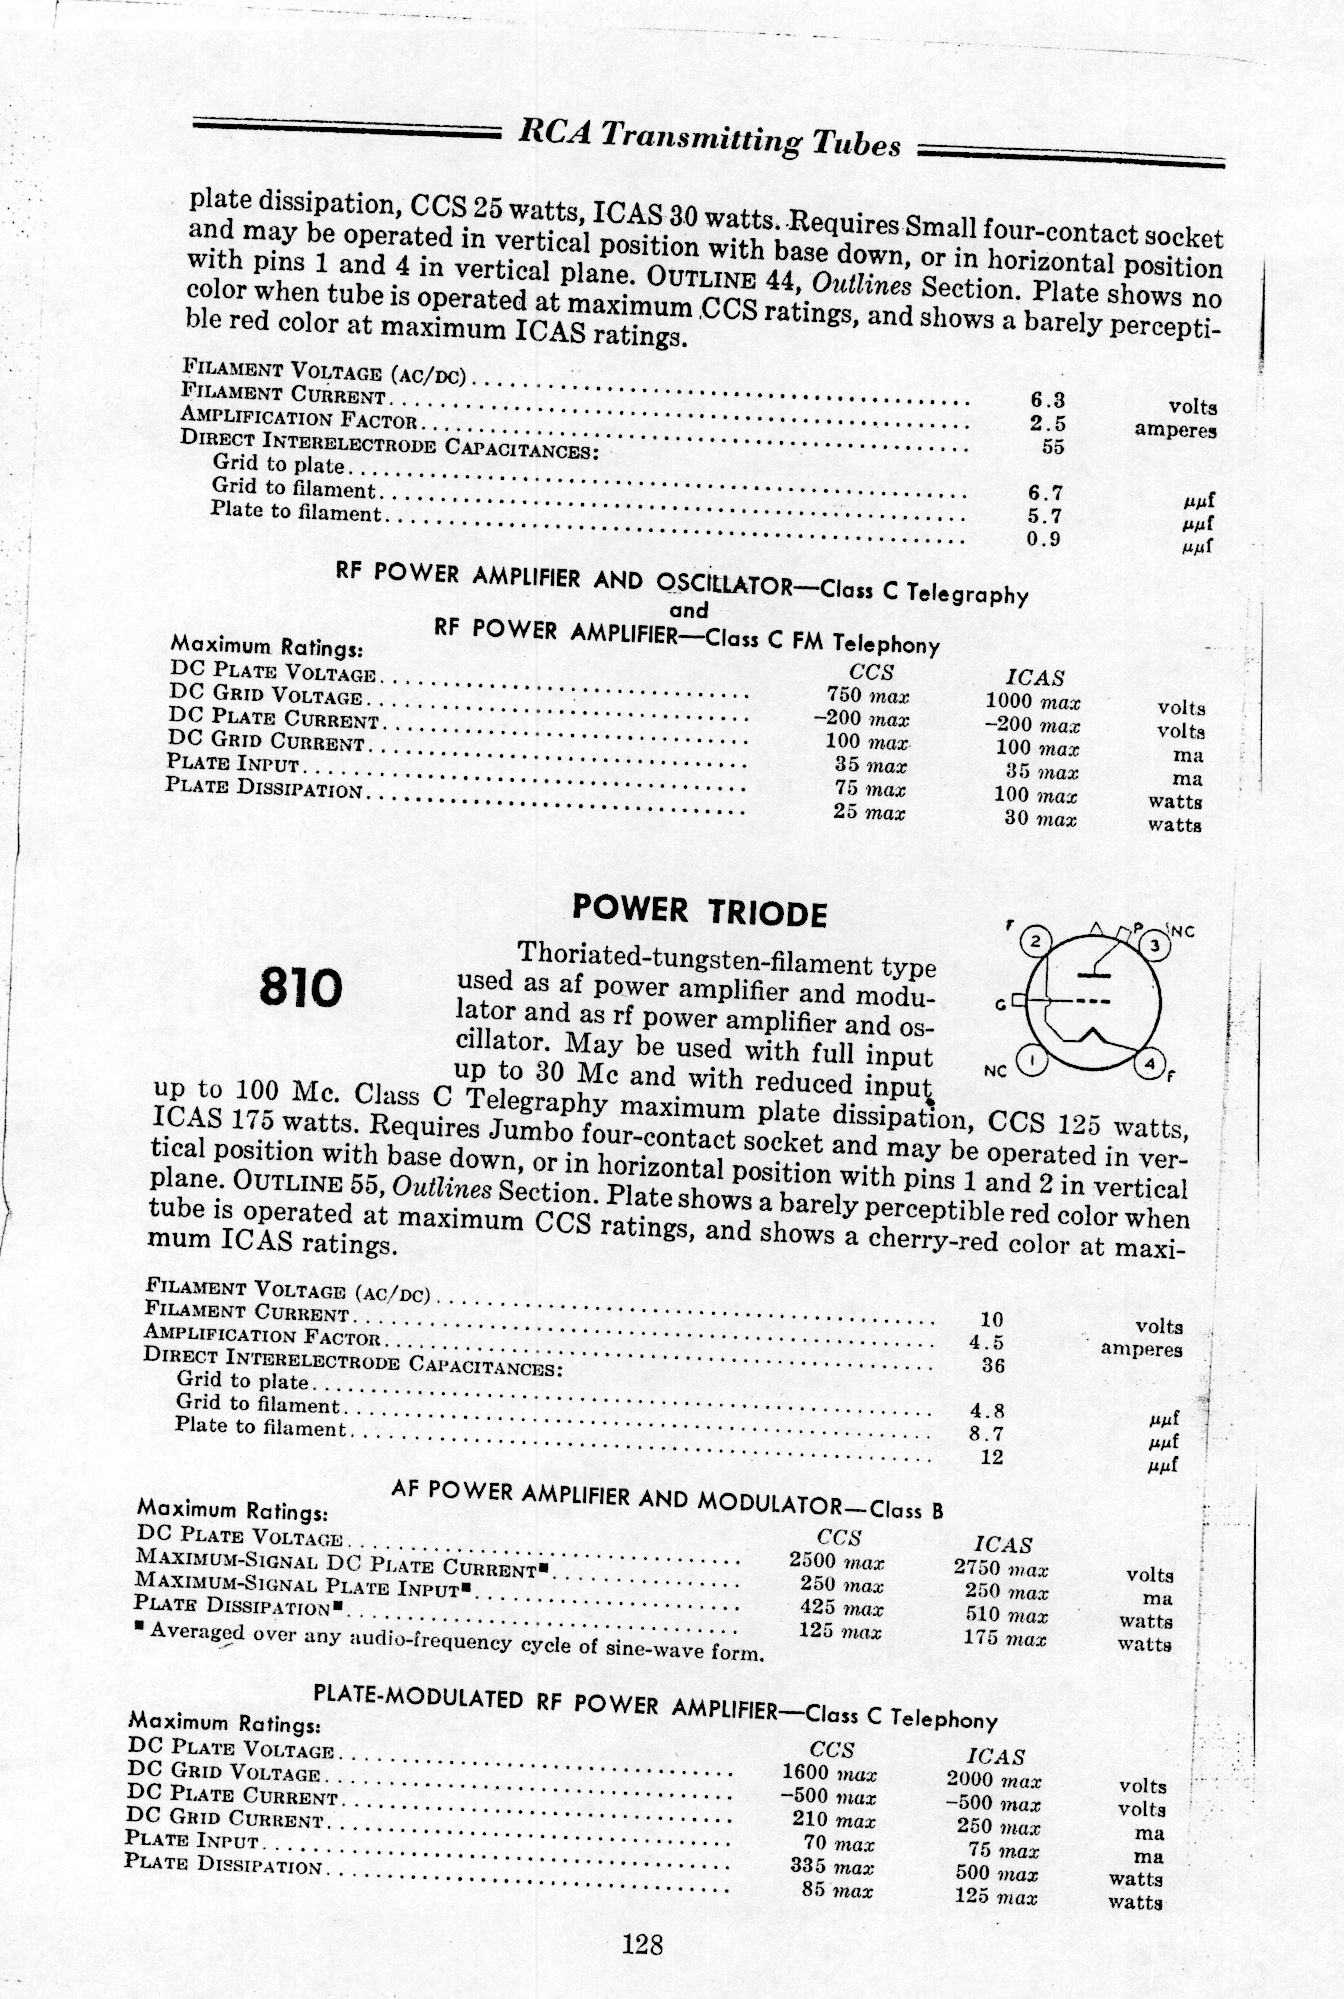 RCA Transmitting Tubes
plate dissipation, CCS 25 watts, ICAS 30 watts. Requires Small four-contact socket
and may be operated in vertical position with base down, or in horizontal position
with pins 1 and 4 in vertical plane. OUTLINE 44, Outlines Section. Plate shows no
color when tube is operated at maximum CCS ratings, and shows a barely percepti-
ble red color at maximum ICAS ratings.
FILAMENT VOLTAGE (AC/DC) 6.3 volts
FILAMENT CURRENT 2.5 amperes
AMPLIFICATION FACTOR 55
DIRECT INTERELECTRODE CAPACITANCES:
Grid to plate 6.7 μμf
Grid to filament 5.7 μμf
Plate to filament 0.9 μμf
RF POWER AMPLIFIER AND OSCILLATOR—Class C Telegraphy
and
RF POWER AMPLIFIER—Class C FM Telephony
Maximum Ratings: CCS ICAS
DC PLATE VOLTAGE 750 max 1000 max volts
DC GRID VOLTAGE –200 max –200 max volts
DC PLATE CURRENT 100 max 100 max ma
DC GRID CURRENT 35 max 35 max ma
PLATE INPUT 75 max 100 max watts
PLATE DISSIPATION 25 max 30 max watts
POWER TRIODE
810
Thoriated-tungsten-filament type
used as af power amplifier and modu-
lator and as rf power amplifier and os-
cillator. May be used with full input
up to 30 Mc and with reduced input
F 2 P NC 3
G
NC 1 4 F
up to 100 Mc. Class C Telegraphy maximum plate dissipation, CCS 125 watts,
ICAS 175 watts. Requires Jumbo four-contact socket and may be operated in ver-
tical position with base down, or in horizontal position with pins 1 and 2 in vertical
plane. OUTLINE 55, Outlines Section. Plate shows a barely perceptible red color when
tube is operated at maximum CCS ratings, and shows a cherry-red color at maxi-
mum ICAS ratings.
FILAMENT VOLTAGE (AC/DC) 10 volts
FILAMENT CURRENT 4.5 amperes
AMPLIFICATION FACTOR 36
DIRECT INTERELECTRODE CAPACITANCES:
Grid to plate 4.8 μμf
Grid to filament 8.7 μμf
Plate to filament 12 μμf
AF POWER AMPLIFIER AND MODULATOR—Class B
Maximum Ratings: CCS ICAS
DC PLATE VOLTAGE 2500 max 2750 max volts
MAXIMUM-SIGNAL DC PLATE CURRENT■ 250 max 250 max ma
MAXIMUM-SIGNAL PLATE INPUT■ 425 max 510 max watts
PLATE DISSIPATION■ 125 max 175 max watts
■ Averaged over any audio-frequency cycle of sine-wave form.
PLATE-MODULATED RF POWER AMPLIFIER—Class C Telephony
Maximum Ratings: CCS ICAS
DC PLATE VOLTAGE 1600 max 2000 max volts
DC GRID VOLTAGE –500 max –500 max volts
DC PLATE CURRENT 210 max 250 max ma
DC GRID CURRENT 70 max 75 max ma
PLATE INPUT 335 max 500 max watts
PLATE DISSIPATION 85 max 125 max watts
128